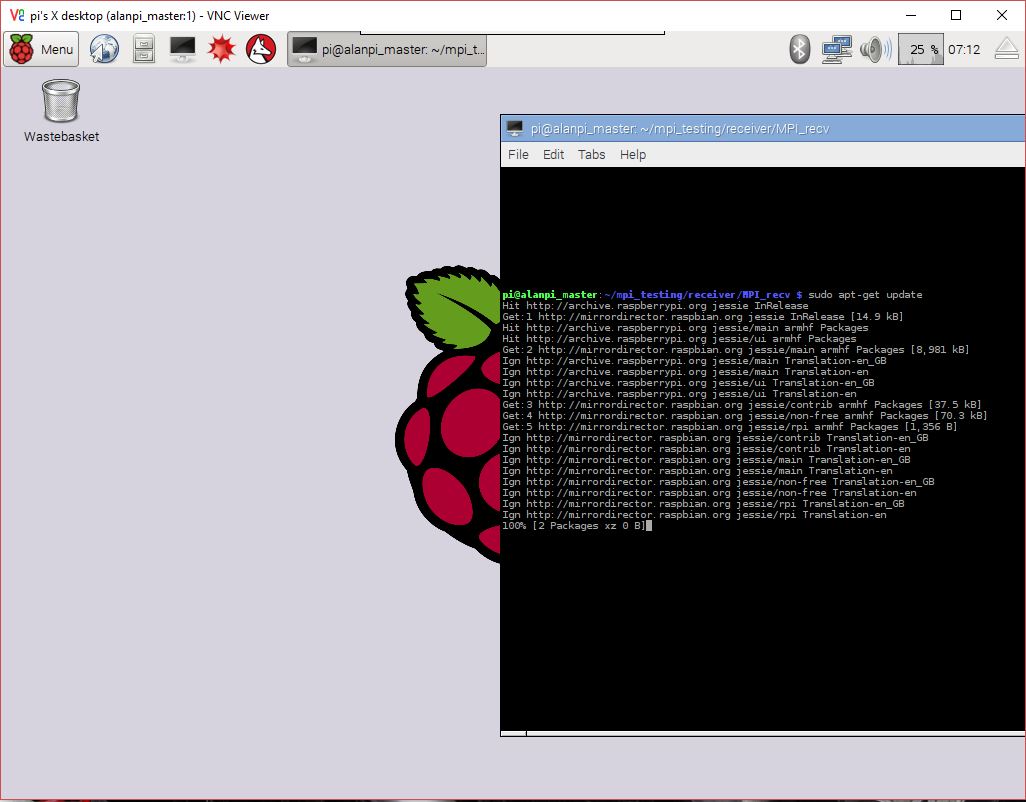 pi's X desktop (alanpi_master:1) - VNC Viewer
Menu
pi@alanpi_master: ~/mpi_t...
25 %
07:12
Wastebasket
pi@alanpi_master: ~/mpi_testing/receiver/MPI_recv
File Edit Tabs Help
pi@alanpi_master:~/mpi_testing/receiver/MPI_recv $ sudo apt-get update
Hit http://archive.raspberrypi.org jessie InRelease
Get:1 http://mirrordirector.raspbian.org jessie InRelease [14.9 kB]
Hit http://archive.raspberrypi.org jessie/main armhf Packages
Hit http://archive.raspberrypi.org jessie/ui armhf Packages
Get:2 http://mirrordirector.raspbian.org jessie/main armhf Packages [8,981 kB]
Ign http://archive.raspberrypi.org jessie/main Translation-en_GB
Ign http://archive.raspberrypi.org jessie/main Translation-en
Ign http://archive.raspberrypi.org jessie/ui Translation-en_GB
Ign http://archive.raspberrypi.org jessie/ui Translation-en
Get:3 http://mirrordirector.raspbian.org jessie/contrib armhf Packages [37.5 kB]
Get:4 http://mirrordirector.raspbian.org jessie/non-free armhf Packages [70.3 kB]
Get:5 http://mirrordirector.raspbian.org jessie/rpi armhf Packages [1,356 B]
Ign http://mirrordirector.raspbian.org jessie/contrib Translation-en_GB
Ign http://mirrordirector.raspbian.org jessie/contrib Translation-en
Ign http://mirrordirector.raspbian.org jessie/main Translation-en_GB
Ign http://mirrordirector.raspbian.org jessie/main Translation-en
Ign http://mirrordirector.raspbian.org jessie/non-free Translation-en_GB
Ign http://mirrordirector.raspbian.org jessie/non-free Translation-en
Ign http://mirrordirector.raspbian.org jessie/rpi Translation-en_GB
Ign http://mirrordirector.raspbian.org jessie/rpi Translation-en
100% [2 Packages xz 0 B]